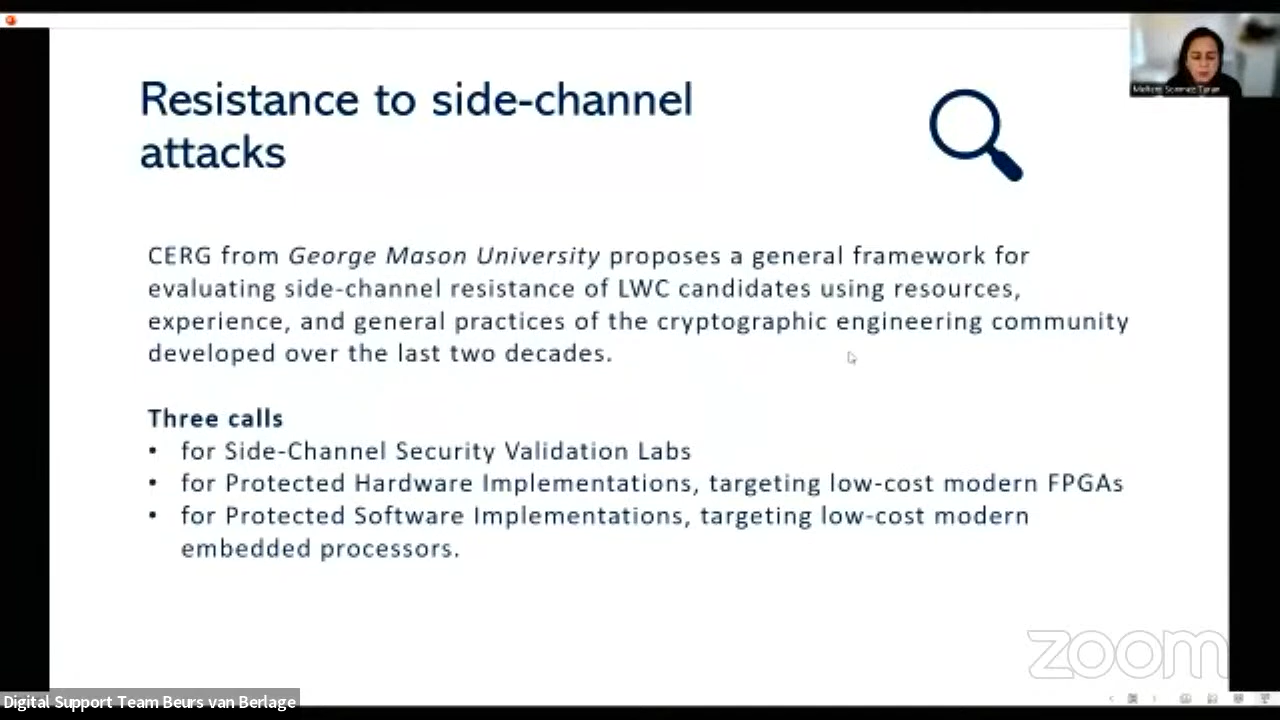 Resistance to side-channel
attacks
Meltem Sonmez Turan
CERG from George Mason University proposes a general framework for
evaluating side-channel resistance of LWC candidates using resources,
experience, and general practices of the cryptographic engineering community
developed over the last two decades.
Three calls
• for Side-Channel Security Validation Labs
• for Protected Hardware Implementations, targeting low-cost modern FPGAs
• for Protected Software Implementations, targeting low-cost modern
embedded processors.
zoom
Digital Support Team Beurs van Berlage